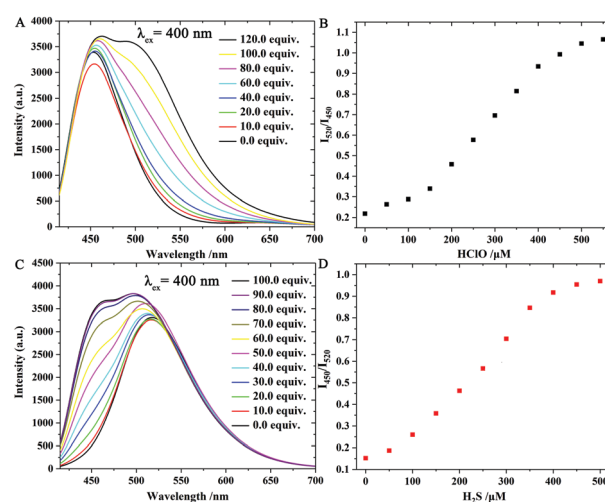 A
λex = 400 nm
120.0 equiv.
100.0 equiv.
80.0 equiv.
60.0 equiv.
40.0 equiv.
20.0 equiv.
10.0 equiv.
0.0 equiv.
Intensity (a.u.)
4000
3500
3000
2500
2000
1500
1000
500
0
450 500 550 600 650 700
Wavelength /nm
B
I520/I450
1.1
1.0
0.9
0.8
0.7
0.6
0.5
0.4
0.3
0.2
0 100 200 300 400 500
HClO /μM
C
λex = 400 nm
100.0 equiv.
90.0 equiv.
80.0 equiv.
70.0 equiv.
60.0 equiv.
50.0 equiv.
40.0 equiv.
30.0 equiv.
20.0 equiv.
10.0 equiv.
0.0 equiv.
Intensity (a.u.)
4500
4000
3500
3000
2500
2000
1500
1000
500
0
450 500 550 600 650 700
Wavelength /nm
D
I450/I520
1.0
0.9
0.8
0.7
0.6
0.5
0.4
0.3
0.2
0.1
0 100 200 300 400 500
H2S /μM